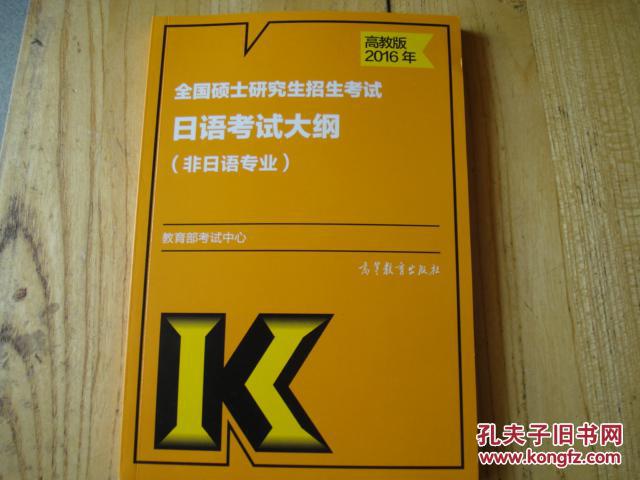 高教版
2016年
全国硕士研究生招生考试
日语考试大纲
（非日语专业）
教育部考试中心
高等教育出版社
K
孔夫子旧书网
www.kongfz.com